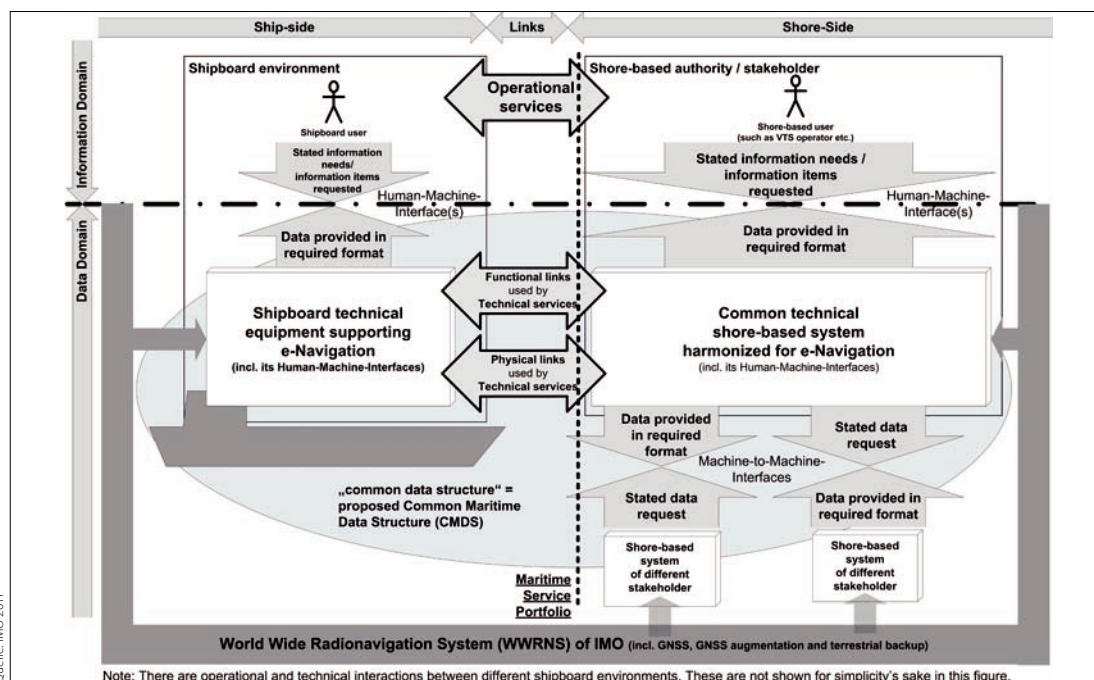 Ship-side
Links
Shore-Side
Information Domain
Data Domain
Shipboard environment
Shipboard user
Stated information
needs/
information items
requested
Human-Machine-
Interface(s)
Data provided in
required format
Shipboard technical
equipment supporting
e-Navigation
(incl. its Human-Machine-Interfaces)
Operational
services
Functional links
used by
Technical services
Physical links
used by
Technical services
Shore-based authority / stakeholder
Shore-based user
(such as VTS operator etc.)
Stated information needs /
information items
requested
Human-Machine-
Interface(s)
Data provided in
required format
Common technical
shore-based system
harmonized for e-Navigation
(incl. its Human-Machine-Interfaces)
Data provided
in required
format
Stated data
request
Machine-to-Machine-
Interfaces
Stated data
request
Data provided in
required format
Shore-based
system
of different
stakeholder
Shore-based
system
of different
stakeholder
„common data structure“ =
proposed Common Maritime
Data Structure (CMDS)
Maritime
Service
Portfolio
World Wide Radionavigation System (WWRNS) of IMO (incl. GNSS, GNSS augmentation and terrestrial backup)
Note: There are operational and technical interactions between different shipboard environments. These are not shown for simplicity's sake in this figure.
Quelle: IMO 2011